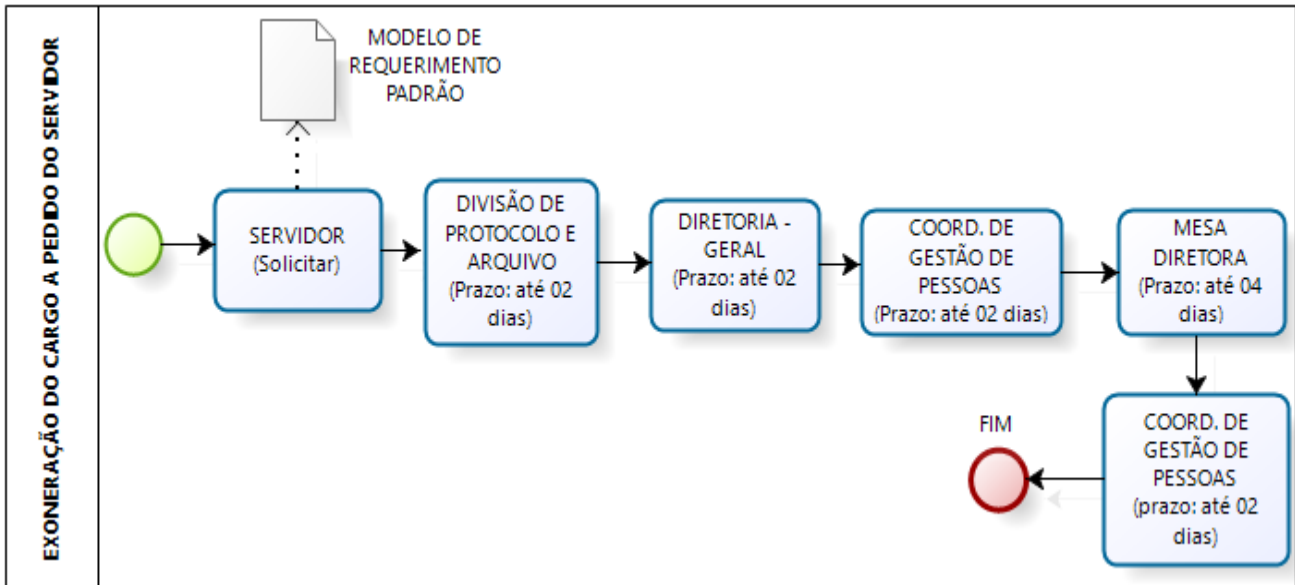 EXONERAÇÃO DO CARGO A PEDIDO DO SERVIDOR
MODELO DE
REQUERIMENTO
PADRÃO
SERVIDOR
(Solicitar)
DIVISÃO DE
PROTOCOLO E
ARQUIVO
(Prazo: até 02
dias)
DIRETORIA -
GERAL
(Prazo: até 02
dias)
COORD. DE
GESTÃO DE
PESSOAS
(Prazo: até 02 dias)
MESA
DIRETORA
(Prazo: até 04
dias)
COORD. DE
GESTÃO DE
PESSOAS
(prazo: até 02
dias)
FIM